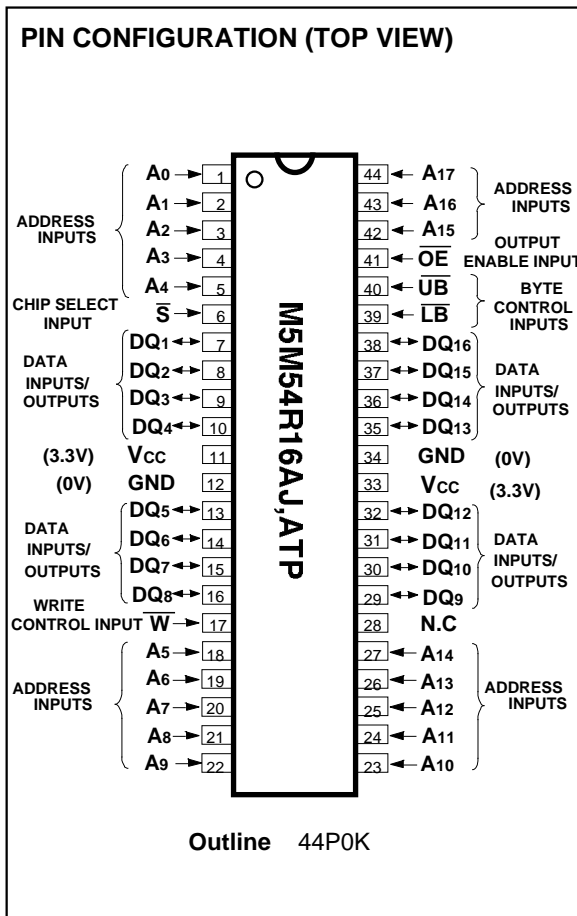 PIN CONFIGURATION (TOP VIEW)
A0 1 44 A17
A1 2 43 A16
A2 3 42 A15
ADDRESS INPUTS
ADDRESS INPUTS
A3 4 41 OE
OUTPUT ENABLE INPUT
A4 5 40 UB
CHIP SELECT INPUT
S 6 39 LB
BYTE CONTROL INPUTS
DQ1 7 38 DQ16
DQ2 8 37 DQ15
DATA INPUTS/ OUTPUTS
DATA INPUTS/ OUTPUTS
DQ3 9 36 DQ14
DQ4 10 35 DQ13
(3.3V) VCC 11 34 GND (0V)
(0V) GND 12 33 VCC (3.3V)
DQ5 13 32 DQ12
DQ6 14 31 DQ11
DATA INPUTS/ OUTPUTS
DATA INPUTS/ OUTPUTS
DQ7 15 30 DQ10
DQ8 16 29 DQ9
WRITE CONTROL INPUT
W 17 28 N.C
A5 18 27 A14
A6 19 26 A13
ADDRESS INPUTS
ADDRESS INPUTS
A7 20 25 A12
A8 21 24 A11
A9 22 23 A10
M5M54R16AJ,ATP
Outline 44P0K